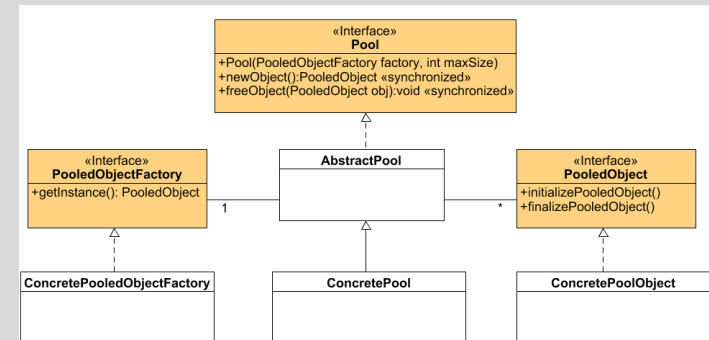 «Interface»
Pool
+Pool(PooledObjectFactory factory, int maxSize)
+newObject():PooledObject «synchronized»
+freeObject(PooledObject obj):void «synchronized»
«Interface»
PooledObjectFactory
+getInstance(): PooledObject
1
AbstractPool
*
«Interface»
PooledObject
+initializePooledObject()
+finalizePooledObject()
ConcretePooledObjectFactory
ConcretePool
ConcretePoolObject